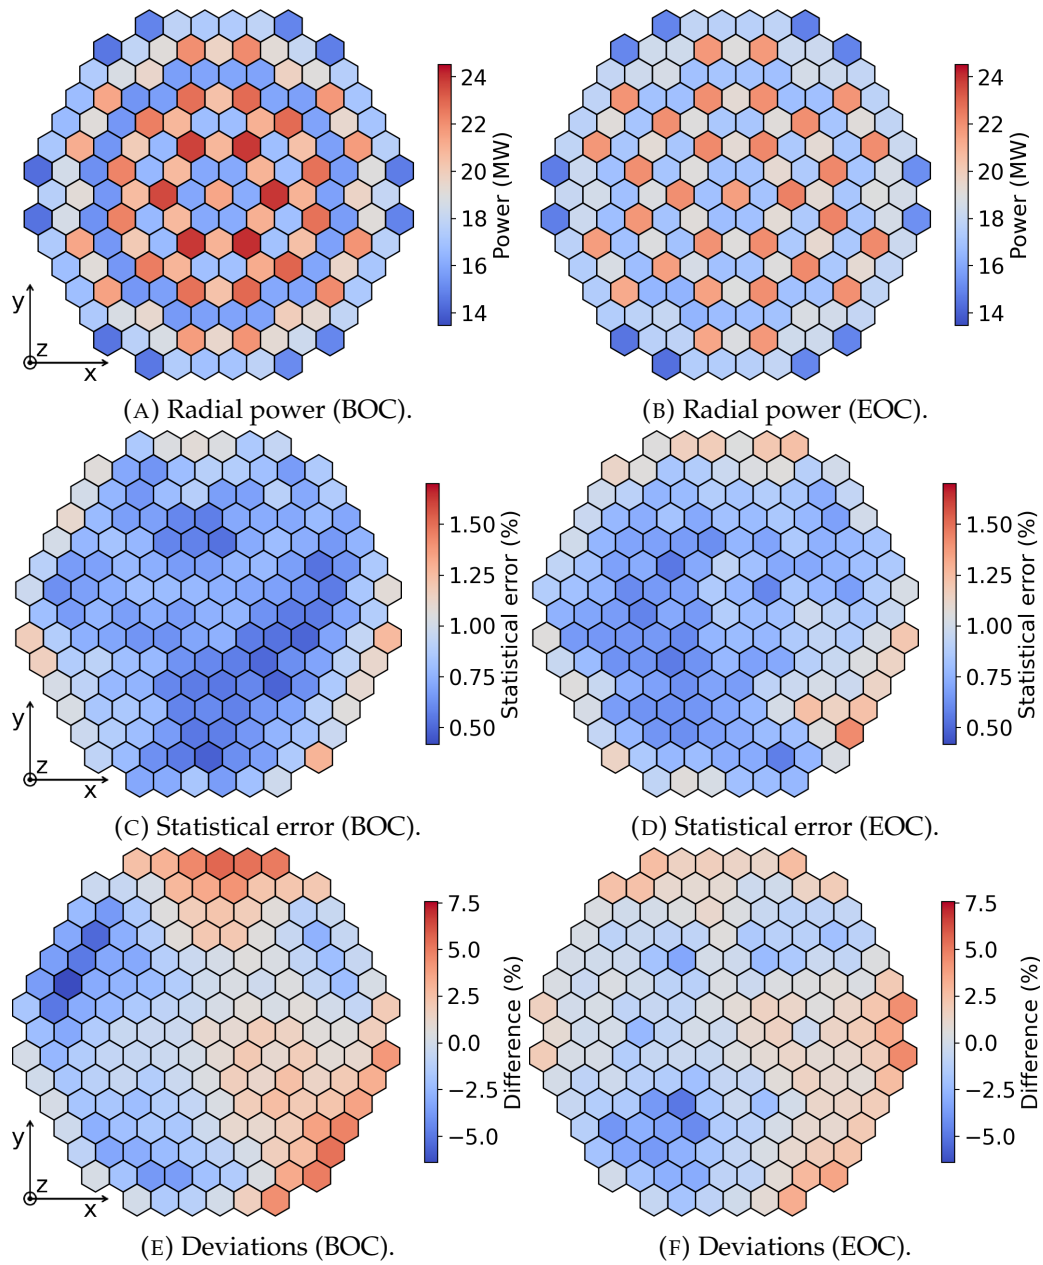 24
22
20
18
16
14
Power (MW)
y
z
x
(A) Radial power (BOC).
24
22
20
18
16
14
Power (MW)
(B) Radial power (EOC).
1.50
1.25
1.00
0.75
0.50
Statistical error (%)
y
z
x
(C) Statistical error (BOC).
1.50
1.25
1.00
0.75
0.50
Statistical error (%)
(D) Statistical error (EOC).
7.5
5.0
2.5
0.0
−2.5
−5.0
Difference (%)
y
z
x
(E) Deviations (BOC).
7.5
5.0
2.5
0.0
−2.5
−5.0
Difference (%)
(F) Deviations (EOC).